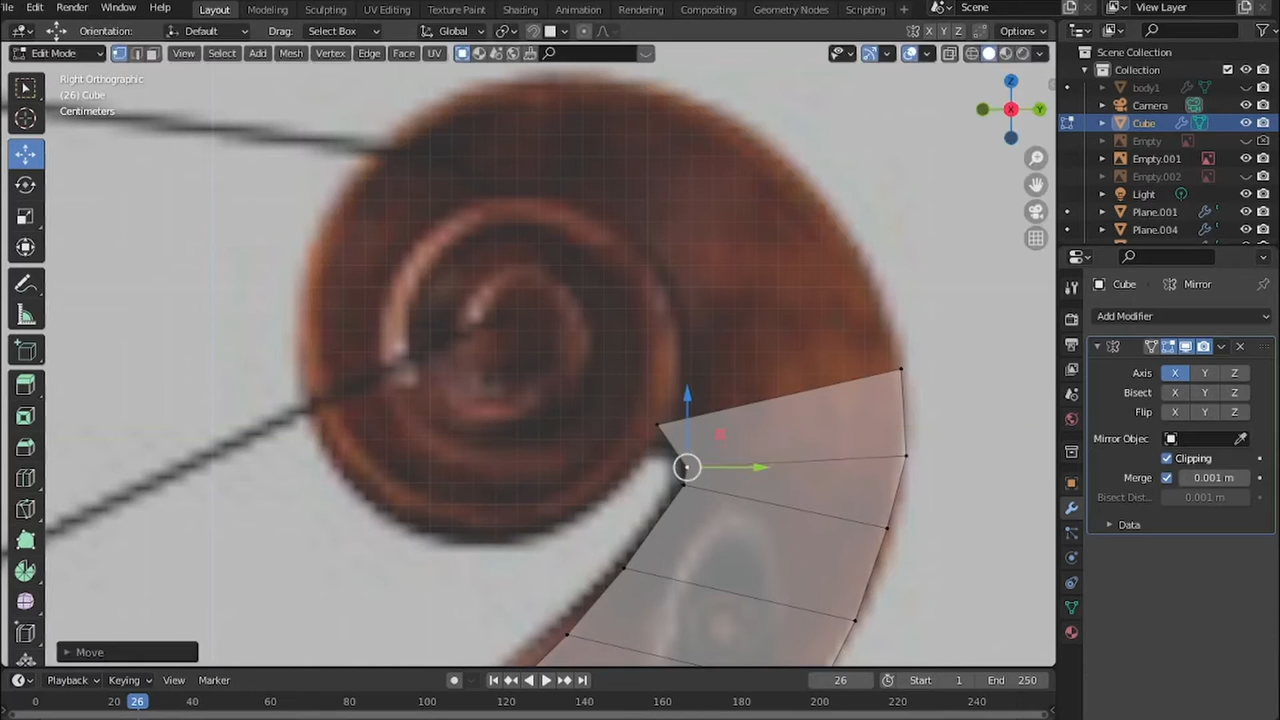 ile Edit Render Window Help Layout Modeling Sculpting UV Editing Texture Paint Shading Animation Rendering Compositing Geometry Nodes Scripting + Scene View Layer
Orientation: Default Drag: Select Box Global X Y Z Options
Edit Mode View Select Add Mesh Vertex Edge Face UV
Right Orthographic
(26) Cube
Centimeters
Z
X
Y
Scene Collection
Collection
body1
Camera
Cube
Empty
Empty.001
Empty.002
Light
Plane.001
Plane.004
Cube Mirror
Add Modifier
Axis X Y Z
Bisect X Y Z
Flip X Y Z
Mirror Objec
Clipping
Merge 0.001 m
Bisect Dist... 0.001 m
Data
Move
Playback Keying View Marker 26 Start 1 End 250
0 20 26 40 60 80 100 120 140 160 180 200 220 240